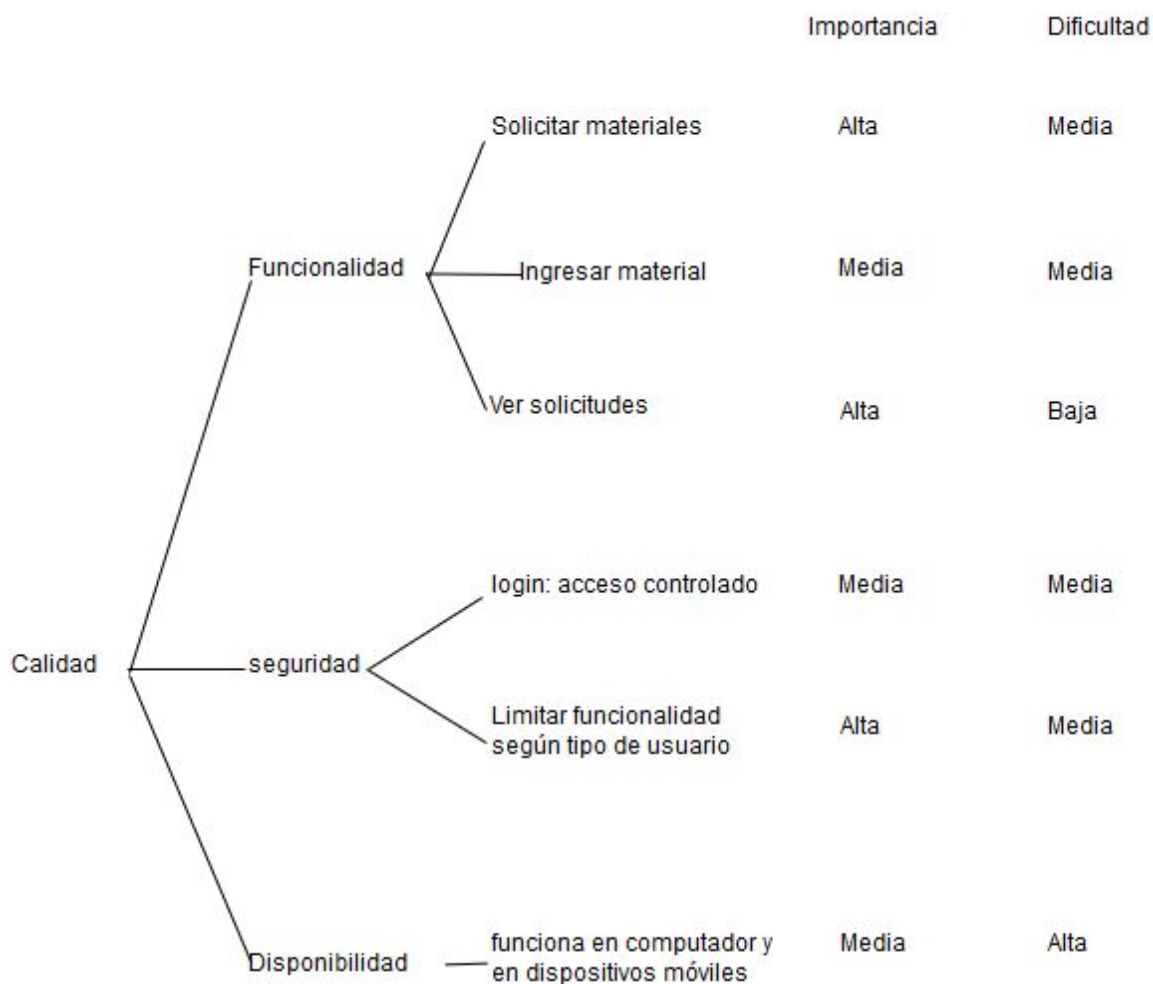 Importancia Dificultad
Solicitar materiales Alta Media
Funcionalidad Ingresar material Media Media
Ver solicitudes Alta Baja
login: acceso controlado Media Media
Calidad seguridad
Limitar funcionalidad
según tipo de usuario Alta Media
funciona en computador y Media Alta
Disponibilidad en dispositivos móviles